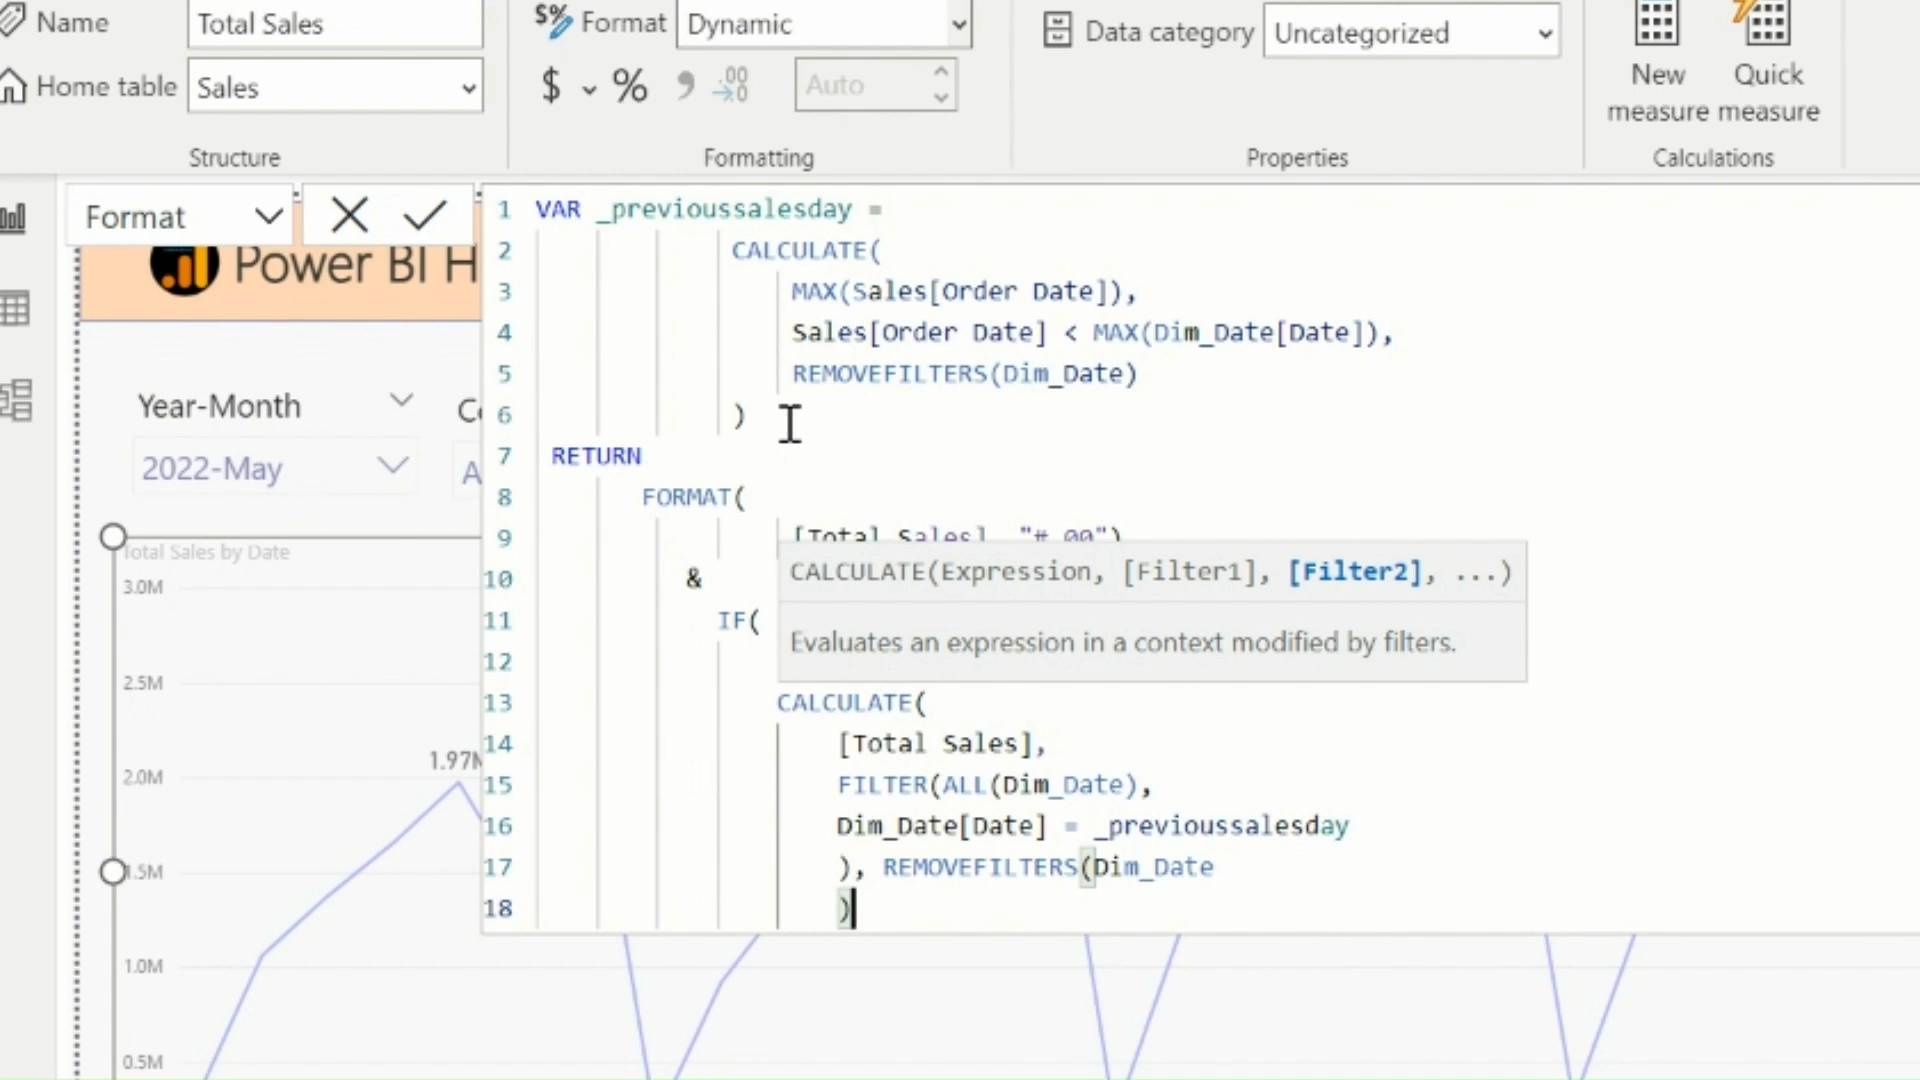 Name
Total Sales
Format
Dynamic
Data category
Uncategorized
Home table
Sales
$ %
.00
0
Auto
New
measure
Quick
measure
Structure
Formatting
Properties
Calculations
Format
Power BI H
Year-Month
2022-May
Total Sales by Date
3.0M
2.5M
2.0M
1.97M
1.0M
0.5M
1 VAR _previoussalesday =
2 CALCULATE(
3 MAX(Sales[Order Date]),
4 Sales[Order Date] < MAX(Dim_Date[Date]),
5 REMOVEFILTERS(Dim_Date)
6 )
7 RETURN
8 FORMAT(
9 [Total Sales], "#.00")
10 &
11 IF(
12
CALCULATE(Expression, [Filter1], [Filter2], ...)
Evaluates an expression in a context modified by filters.
13 CALCULATE(
14 [Total Sales],
15 FILTER(ALL(Dim_Date),
16 Dim_Date[Date] = _previoussalesday
17 ), REMOVEFILTERS(Dim_Date
18 )